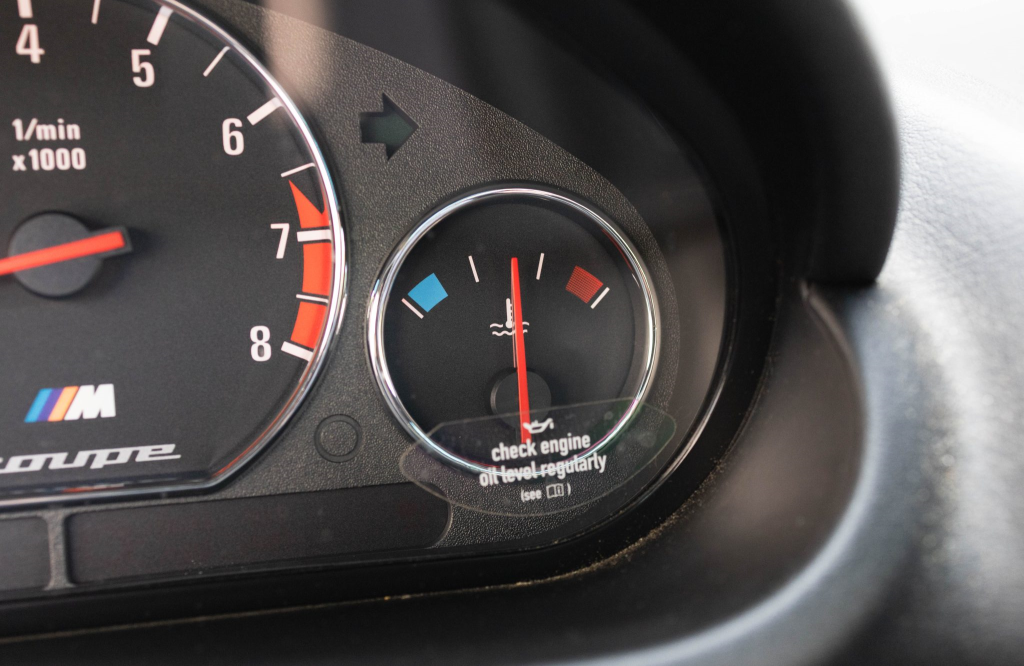 4
5
6
7
8
1/min
x1000
M
coupe
check engine
oil level regularly
(see )